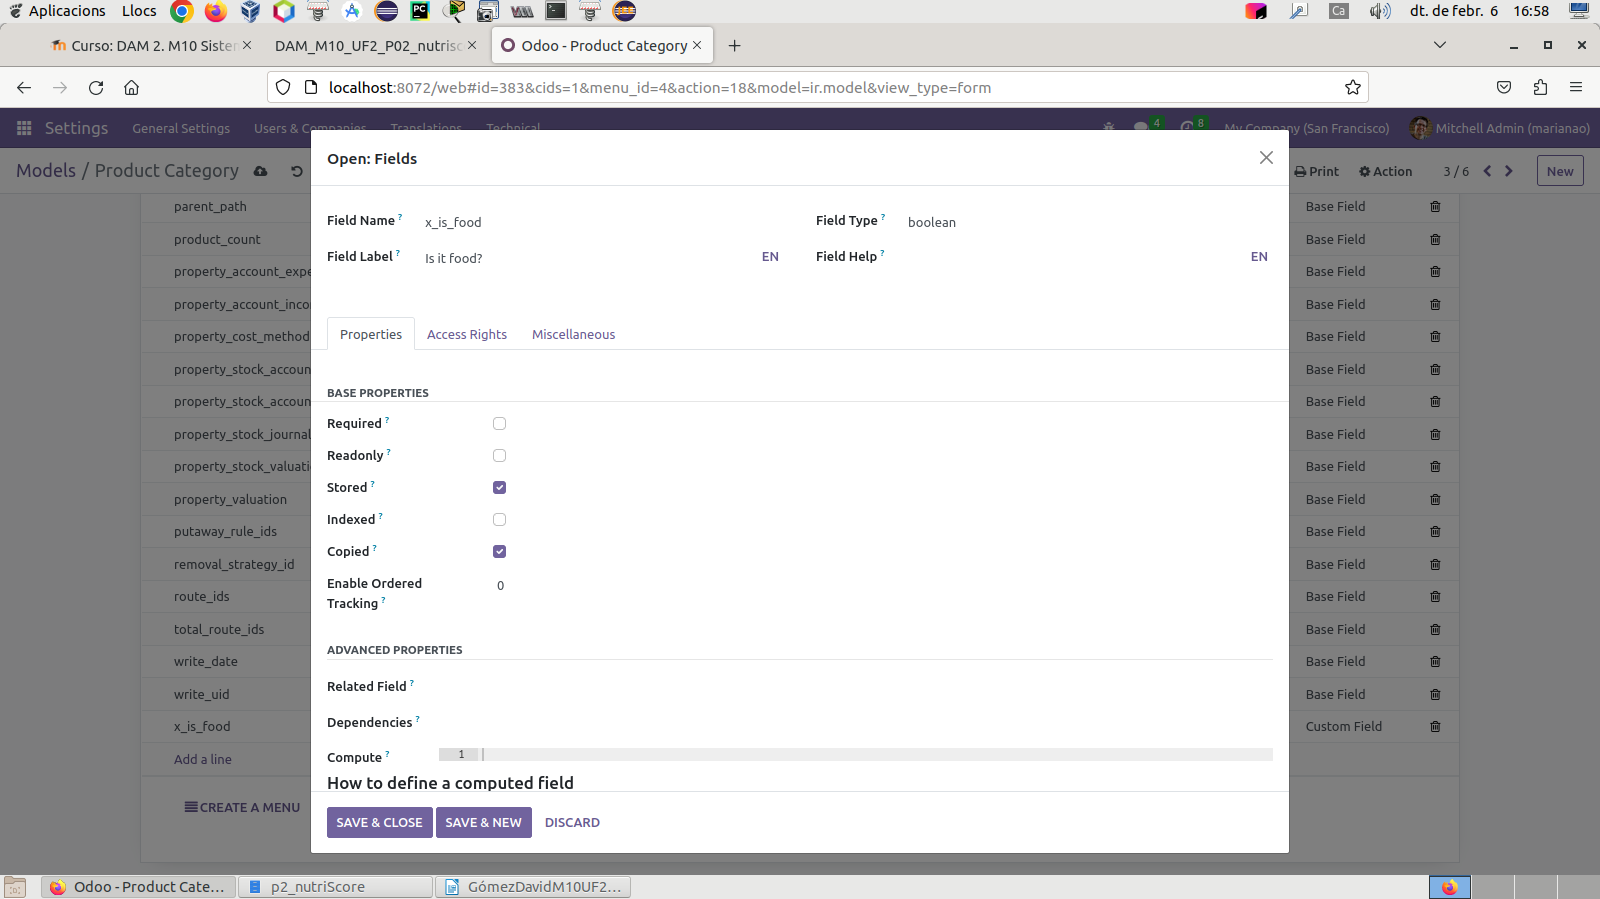 Aplicacions Llocs Ca dt. de febr. 6 16:58
Curso: DAM 2. M10 Sister DAM_M10_UF2_P02_nutrisc Odoo - Product Category
localhost:8072/web#id=383&cids=1&menu_id=4&action=18&model=ir.model&view_type=form
Settings General Settings Users & Companies Translations Technical 4 8 My Company (San Francisco) Mitchell Admin (marianao)
Models / Product Category Print Action 3 / 6 New
Open: Fields
Field Name ? x_is_food Field Type ? boolean
Field Label ? Is it food? EN Field Help ? EN
Properties Access Rights Miscellaneous
BASE PROPERTIES
Required ?
Readonly ?
Stored ?
Indexed ?
Copied ?
Enable Ordered
Tracking ? 0
ADVANCED PROPERTIES
Related Field ?
Dependencies ?
Compute ? 1
How to define a computed field
SAVE & CLOSE SAVE & NEW DISCARD
parent_path Base Field
product_count Base Field
property_account_expe Base Field
property_account_inco Base Field
property_cost_method Base Field
property_stock_accoun Base Field
property_stock_accoun Base Field
property_stock_journal Base Field
property_stock_valuati Base Field
property_valuation Base Field
putaway_rule_ids Base Field
removal_strategy_id Base Field
route_ids Base Field
total_route_ids Base Field
write_date Base Field
write_uid Base Field
x_is_food Custom Field
Add a line
CREATE A MENU
Odoo - Product Cate... p2_nutriScore GómezDavidM10UF2...